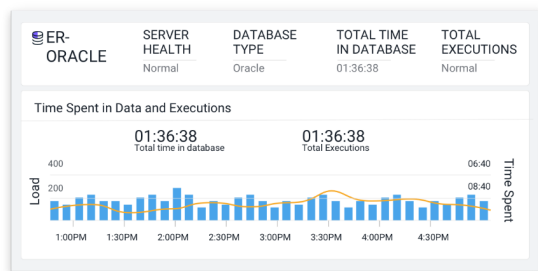 ER-
ORACLE
SERVER
HEALTH
Normal
DATABASE
TYPE
Oracle
TOTAL TIME
IN DATABASE
01:36:38
TOTAL
EXECUTIONS
Normal
Time Spent in Data and Executions
01:36:38
Total time in database
01:36:38
Total Executions
400
200
Load
06:40
08:40
Time Spent
1:00PM 1:30PM 2:00PM 2:30PM 3:00PM 3:30PM 4:00PM 4:30PM